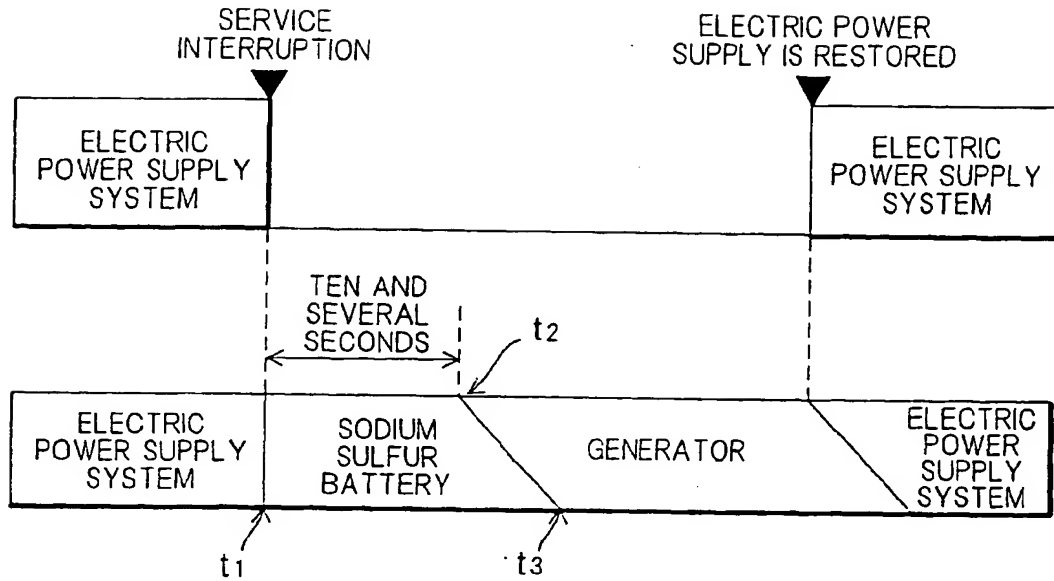 SERVICE
INTERRUPTION
ELECTRIC POWER
SUPPLY IS RESTORED
ELECTRIC
POWER SUPPLY
SYSTEM
ELECTRIC
POWER SUPPLY
SYSTEM
TEN AND
SEVERAL
SECONDS
t2
ELECTRIC
POWER SUPPLY
SYSTEM
SODIUM
SULFUR
BATTERY
GENERATOR
ELECTRIC
POWER
SUPPLY
SYSTEM
t1
t3